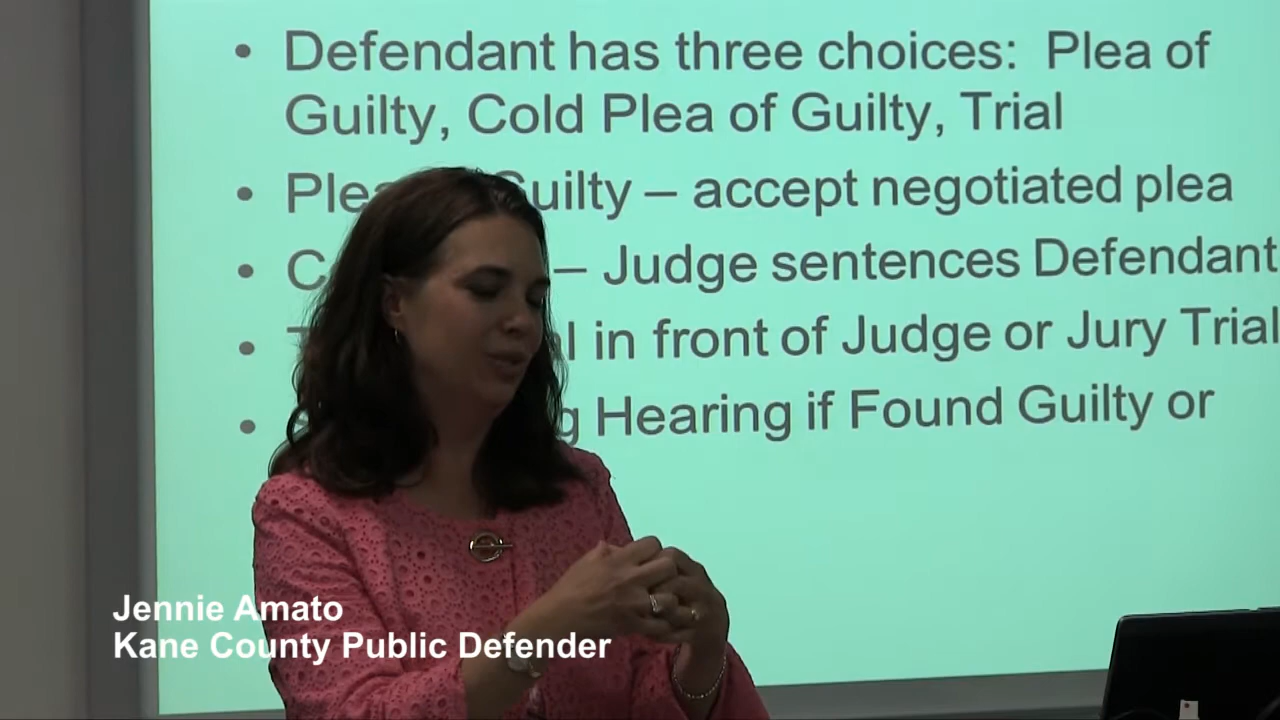 • Defendant has three choices: Plea of
Guilty, Cold Plea of Guilty, Trial
• Guilty – accept negotiated plea
• – Judge sentences Defendant
• in front of Judge or Jury Trial
• Hearing if Found Guilty or
Jennie Amato
Kane County Public Defender